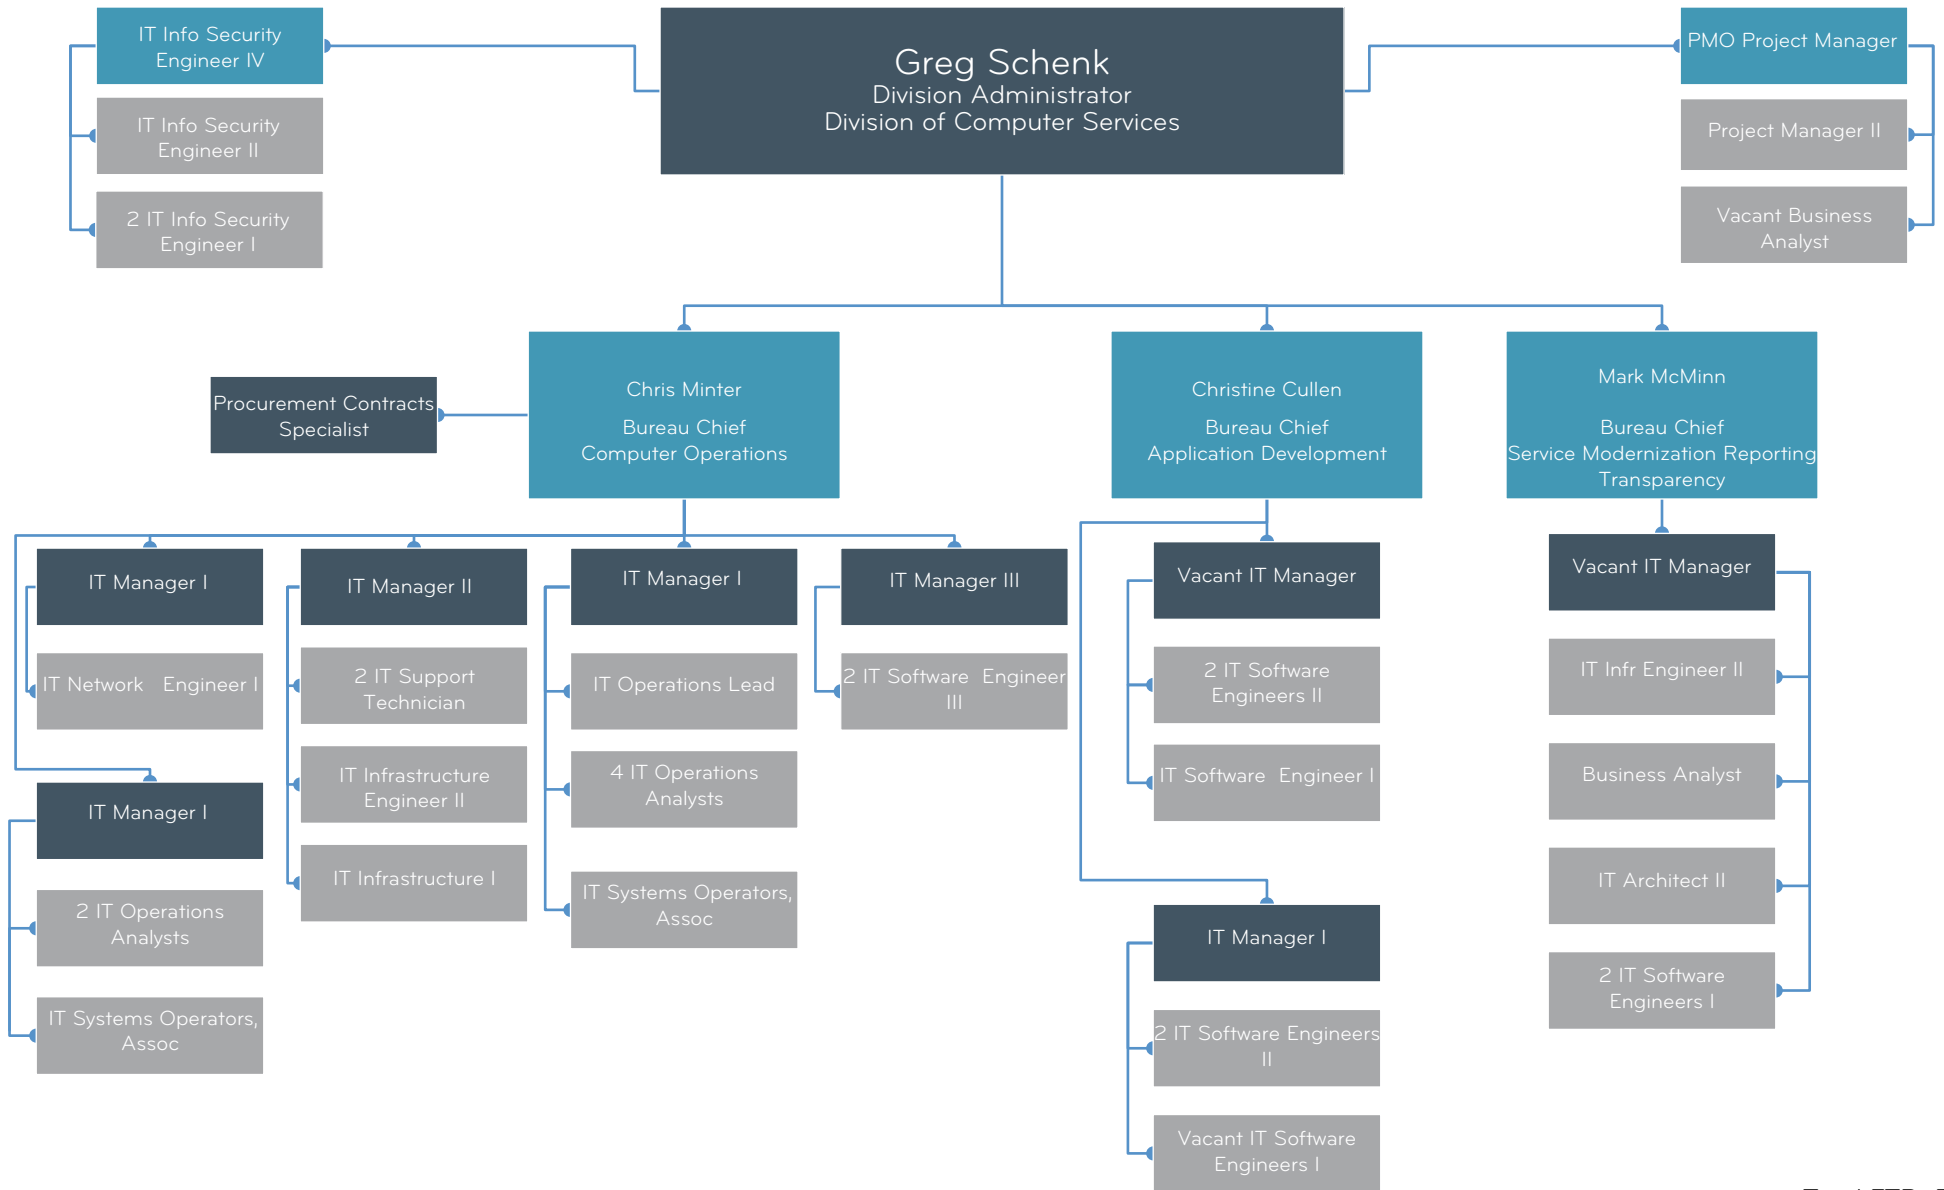 IT Info Security
Engineer IV
IT Info Security
Engineer II
2 IT Info Security
Engineer I
Greg Schenk
Division Administrator
Division of Computer Services
PMO Project Manager
Project Manager II
Vacant Business
Analyst
Procurement Contracts
Specialist
Chris Minter
Bureau Chief
Computer Operations
Christine Cullen
Bureau Chief
Application Development
Mark McMinn
Bureau Chief
Service Modernization Reporting
Transparency
IT Manager I
IT Network Engineer I
IT Manager I
2 IT Operations
Analysts
IT Systems Operators,
Assoc
IT Manager II
2 IT Support
Technician
IT Infrastructure
Engineer II
IT Infrastructure I
IT Manager I
IT Operations Lead
4 IT Operations
Analysts
IT Systems Operators,
Assoc
IT Manager III
2 IT Software Engineer
III
Vacant IT Manager
2 IT Software
Engineers II
IT Software Engineer I
IT Manager I
2 IT Software Engineers
II
Vacant IT Software
Engineers I
Vacant IT Manager
IT Infr Engineer II
Business Analyst
IT Architect II
2 IT Software
Engineers I